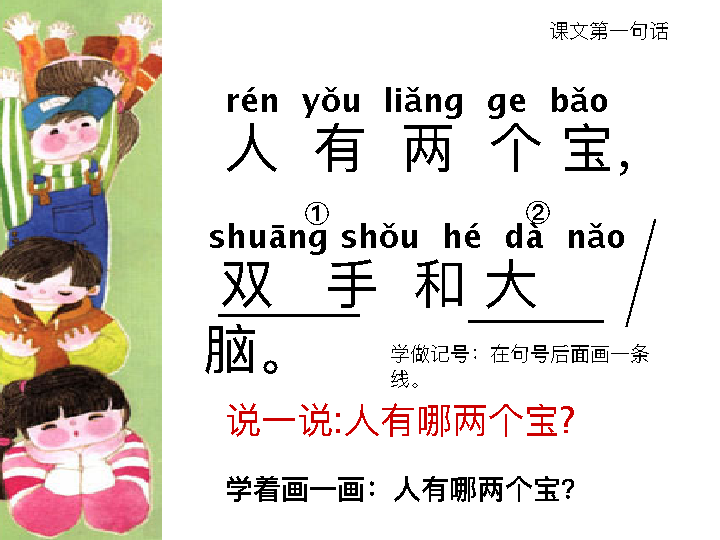 课文第一句话
rén yǒu liǎng ge bǎo
人 有 两 个 宝，
① ②
shuāng shǒu hé dà nǎo
双 手 和 大
脑。
学做记号：在句号后面画一条
线。
说一说:人有哪两个宝?
学着画一画：人有哪两个宝？